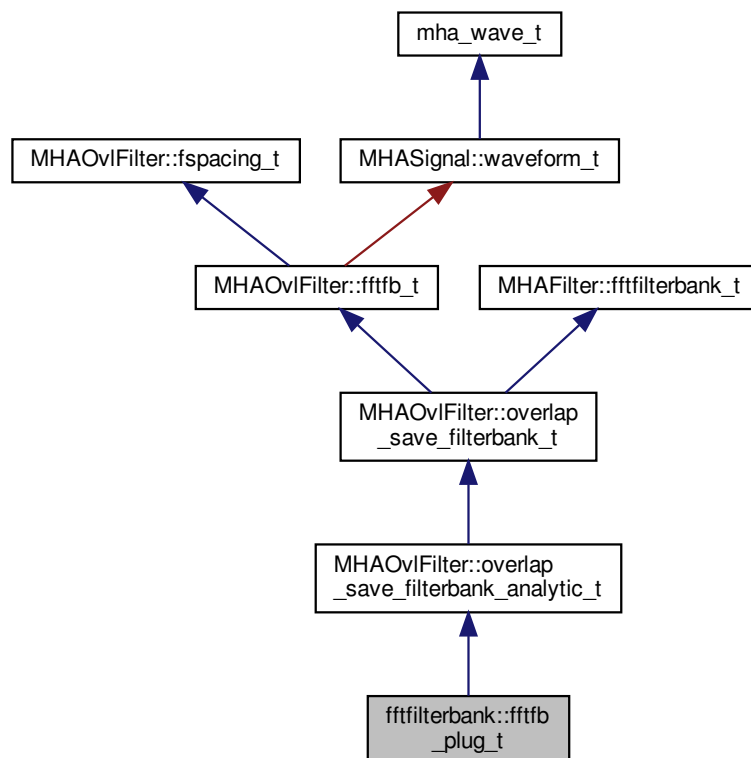 mha_wave_t
MHAOvlFilter::fspacing_t
MHASignal::waveform_t
MHAOvlFilter::fftfb_t
MHAFilter::fftfilterbank_t
MHAOvlFilter::overlap
_save_filterbank_t
MHAOvlFilter::overlap
_save_filterbank_analytic_t
fftfilterbank::fftfb
_plug_t